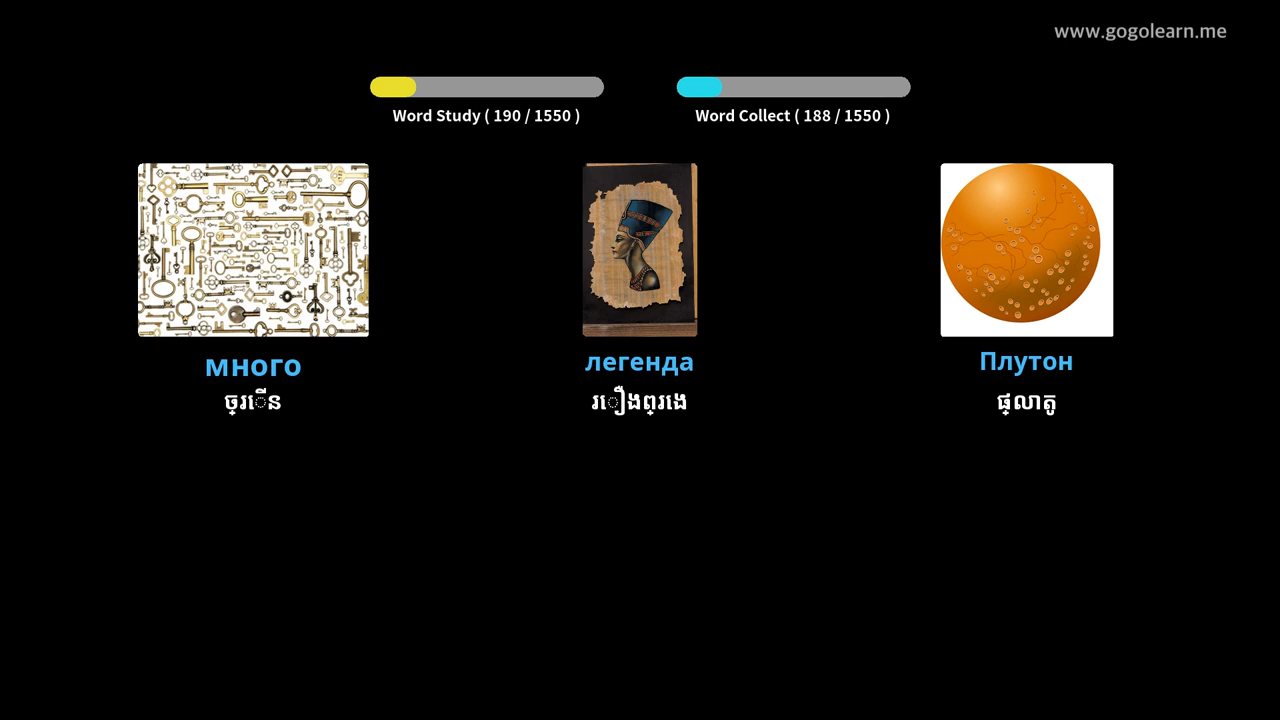 www.gogolearn.me
Word Study ( 190 / 1550 )
Word Collect ( 188 / 1550 )
много
легенда
Плутон
ច្រើន
រឿងព្រេង
ផ្លាតូ